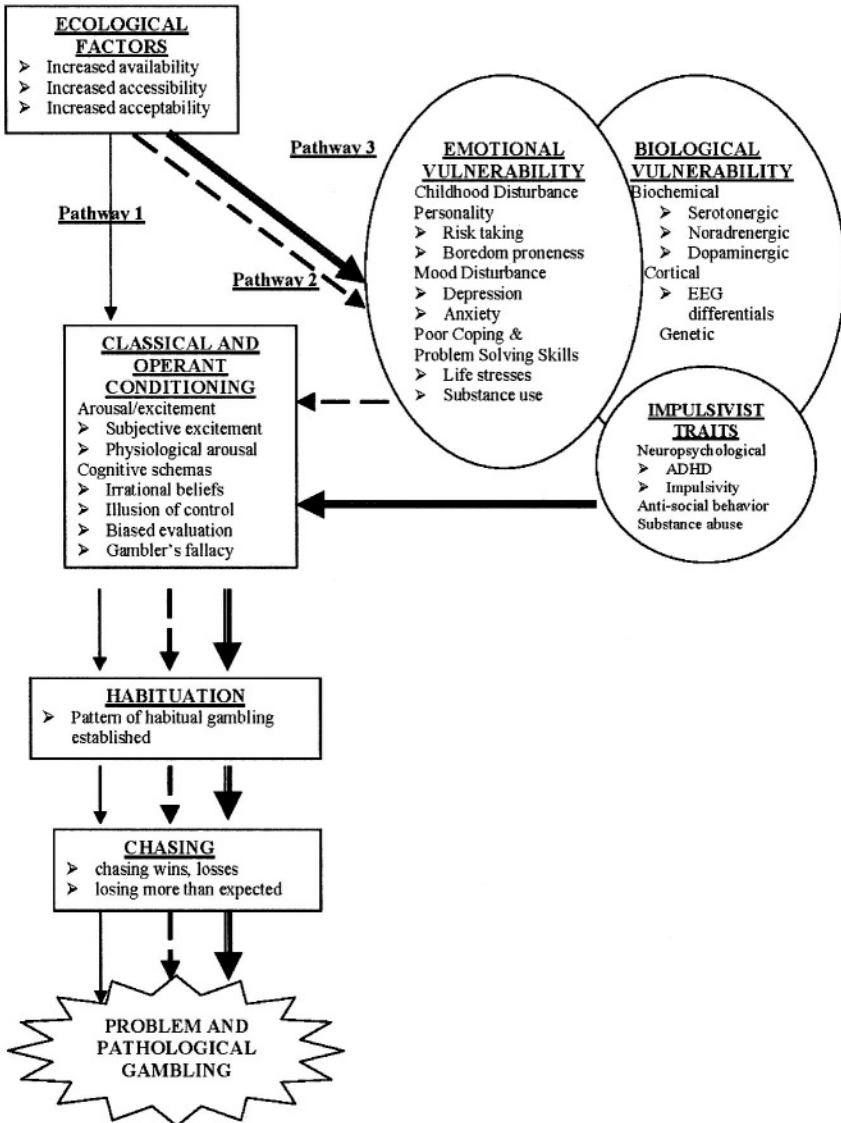 ECOLOGICAL
FACTORS
➢ Increased availability
➢ Increased accessibility
➢ Increased acceptability
Pathway 1
Pathway 2
Pathway 3
EMOTIONAL
VULNERABILITY
Childhood Disturbance
Personality
➢ Risk taking
➢ Boredom proneness
Mood Disturbance
➢ Depression
➢ Anxiety
Poor Coping &
Problem Solving Skills
➢ Life stresses
➢ Substance use
BIOLOGICAL
VULNERABILITY
Biochemical
➢ Serotonergic
➢ Noradrenergic
➢ Dopaminergic
Cortical
➢ EEG
differentials
Genetic
IMPULSIVIST
TRAITS
Neuropsychological
➢ ADHD
➢ Impulsivity
Anti-social behavior
Substance abuse
CLASSICAL AND
OPERANT
CONDITIONING
Arousal/excitement
➢ Subjective excitement
➢ Physiological arousal
Cognitive schemas
➢ Irrational beliefs
➢ Illusion of control
➢ Biased evaluation
➢ Gambler's fallacy
HABITUATION
➢ Pattern of habitual gambling
established
CHASING
➢ chasing wins, losses
➢ losing more than expected
PROBLEM AND
PATHOLOGICAL
GAMBLING